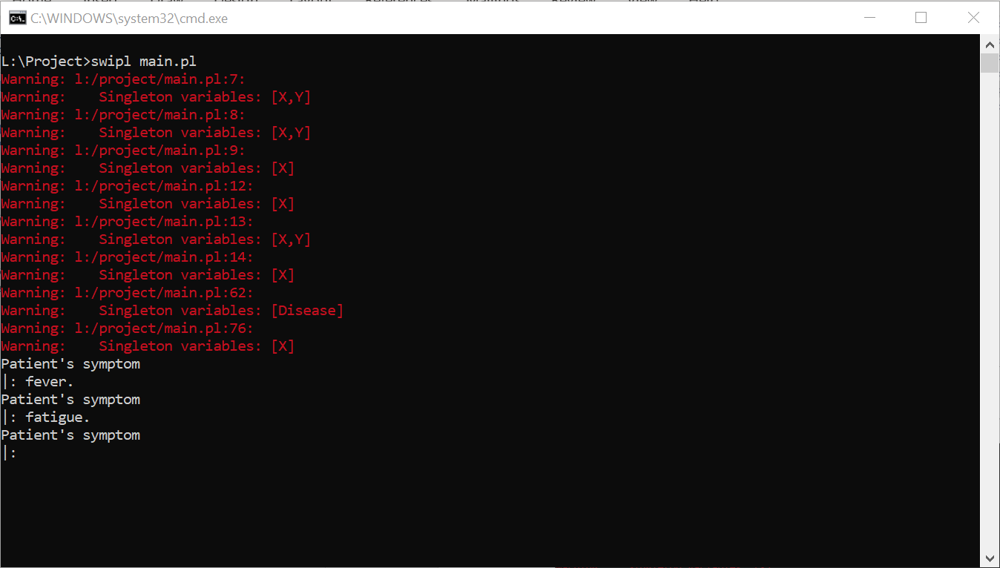 C:\WINDOWS\system32\cmd.exe
L:\Project>swipl main.pl
Warning: l:/project/main.pl:7:
Warning:    Singleton variables: [X,Y]
Warning: l:/project/main.pl:8:
Warning:    Singleton variables: [X,Y]
Warning: l:/project/main.pl:9:
Warning:    Singleton variables: [X]
Warning: l:/project/main.pl:12:
Warning:    Singleton variables: [X]
Warning: l:/project/main.pl:13:
Warning:    Singleton variables: [X,Y]
Warning: l:/project/main.pl:14:
Warning:    Singleton variables: [X]
Warning: l:/project/main.pl:62:
Warning:    Singleton variables: [Disease]
Warning: l:/project/main.pl:76:
Warning:    Singleton variables: [X]
Patient's symptom
|: fever.
Patient's symptom
|: fatigue.
Patient's symptom
|: